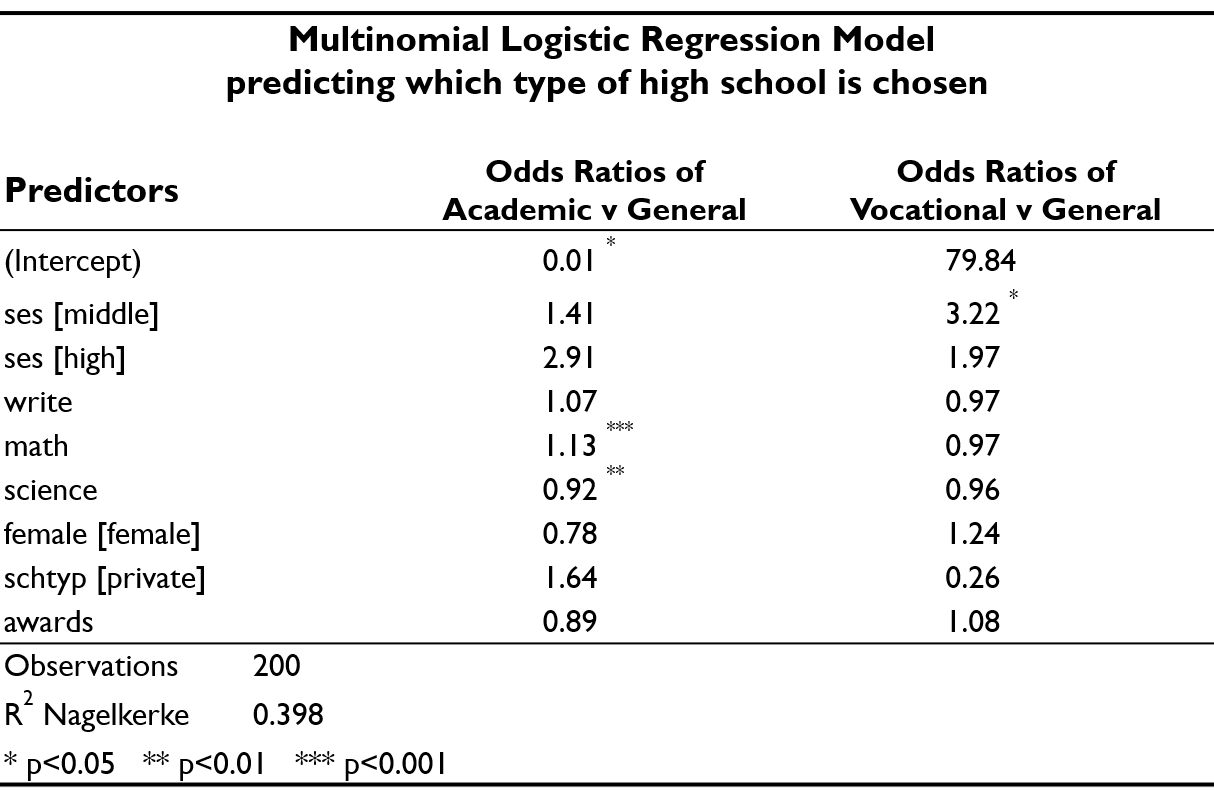 Multinomial Logistic Regression Model
predicting which type of high school is chosen
Predictors Odds Ratios of Academic v General Odds Ratios of Vocational v General
(Intercept) 0.01 * 79.84
ses [middle] 1.41 3.22 *
ses [high] 2.91 1.97
write 1.07 0.97
math 1.13 *** 0.97
science 0.92 ** 0.96
female [female] 0.78 1.24
schtyp [private] 1.64 0.26
awards 0.89 1.08
Observations 200
R² Nagelkerke 0.398
* p<0.05 ** p<0.01 *** p<0.001